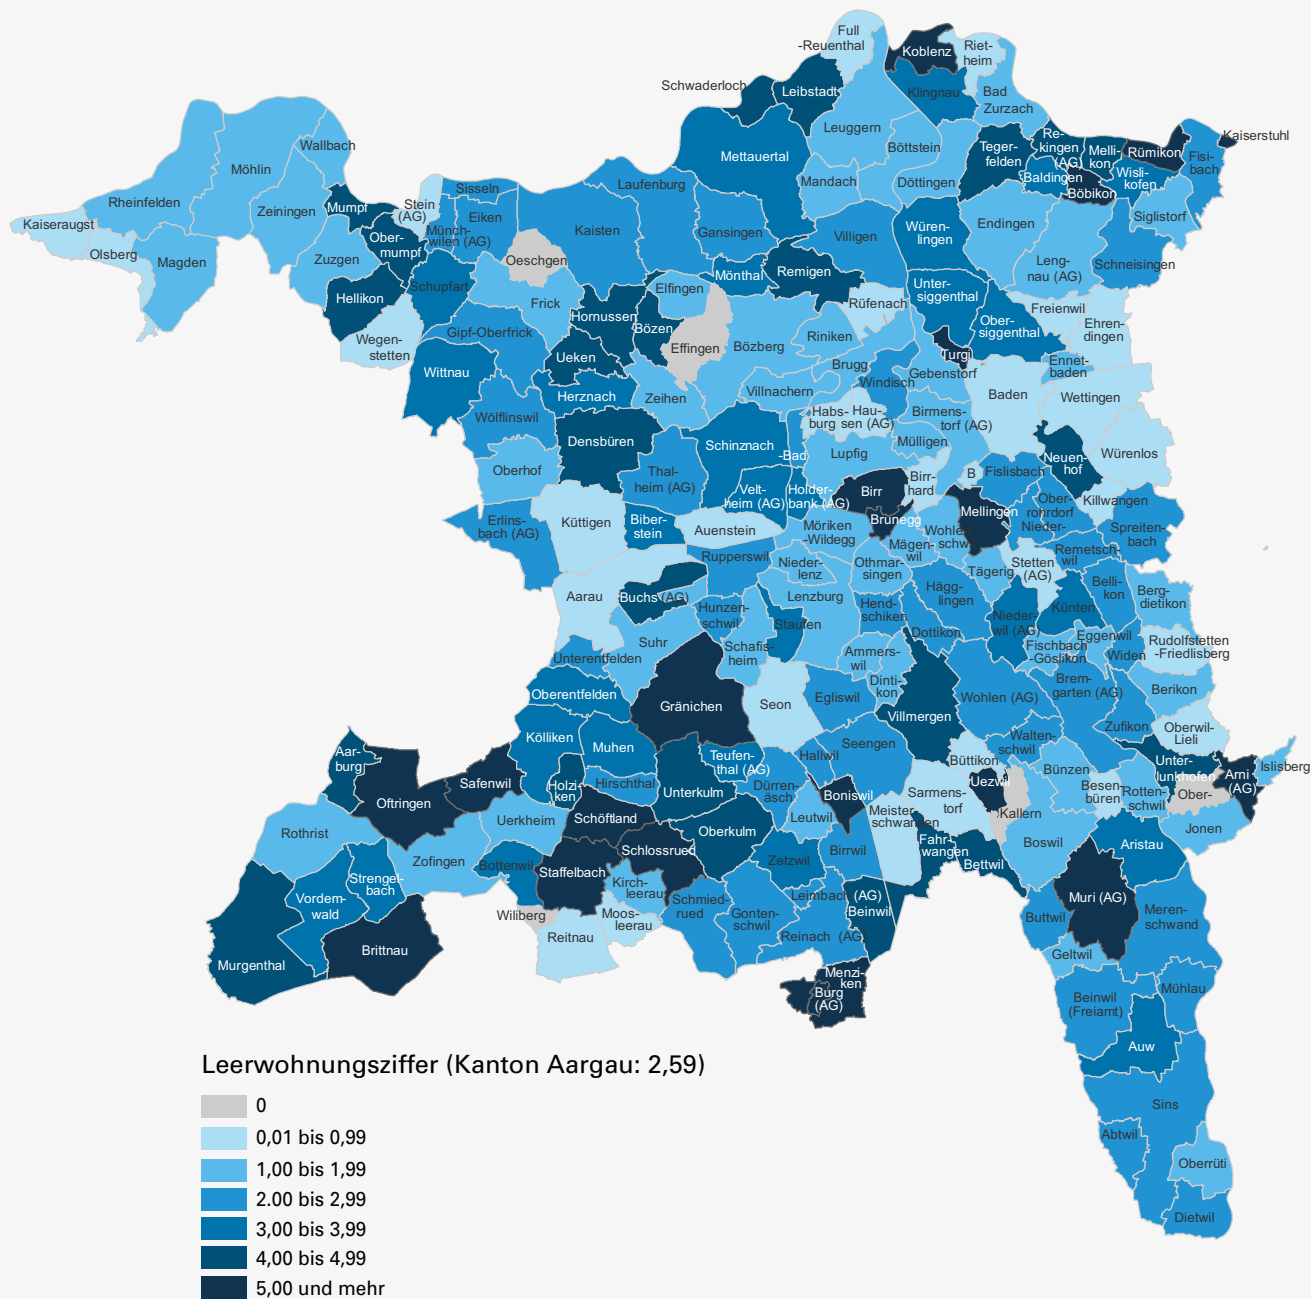 Full
-Reuenthal
Koblenz
Riet-
heim
Schwaderloch
Leibstadt
Klingnau
Bad
Zurzach
Leuggern
Böttstein
Teger-
felden
Re-
kingen
(AG)
Melli-
kon
Rümikon
Kaiserstuhl
Fisi-
bach
Wisli-
kofen
Baldingen
Böbikon
Siglistorf
Mettauertal
Mandach
Döttingen
Endingen
Wallbach
Möhlin
Rheinfelden
Zeiningen
Mumpf
Stein
(AG)
Sisseln
Eiken
Münch-
wilen (AG)
Laufenburg
Kaisten
Gansingen
Villigen
Würen-
lingen
Leng-
nau (AG)
Schneisingen
Kaiseraugst
Olsberg
Magden
Zuzgen
Ober-
mumpf
Oeschgen
Schupfart
Hellikon
Frick
Mönthal
Remigen
Elfingen
Unter-
siggenthal
Rüfenach
Freienwil
Ehren-
dingen
Ober-
siggenthal
Wegen-
stetten
Gipf-Oberfrick
Hornussen
Bözen
Effingen
Bözberg
Riniken
Turgi
Ennet-
baden
Ueken
Wittnau
Brugg
Gebenstorf
Windisch
Baden
Wettingen
Herznach
Zeihen
Villnachern
Habs-
burg
Hau-
sen (AG)
Birmens-
torf (AG)
Wölflinswil
Densbüren
Schinznach
-Bad
Mülligen
Lupfig
Neuen-
hof
Würenlos
Oberhof
Thal-
heim (AG)
Velt-
heim (AG)
Holder-
bank (AG)
Birr
Birr-
hard
B
Fislisbach
Killwangen
Erlins-
bach (AG)
Küttigen
Biber-
stein
Auenstein
Möriken
-Wildegg
Brunegg
Mellingen
Wohlen-
schw
Mägen-
wil
Ober-
rohrdorf
Nieder-
Spreiten-
bach
Rupperswil
Nieder-
lenz
Othmar-
singen
Tägerig
Stetten
(AG)
Remetsch-
wil
Aarau
Buchs (AG)
Hunzen-
schwil
Lenzburg
Staufen
Hend-
schiken
Hägg-
lingen
Dottikon
Nieder-
wil (AG)
Künten
Belli-
kon
Berg-
dietikon
Suhr
Unterentfelden
Schafis-
heim
Ammers-
wil
Dinti-
kon
Fischbach
-Göslikon
Eggenwil
Widen
Rudolfstetten
-Friedlisberg
Oberentfelden
Gränichen
Seon
Egliswil
Villmergen
Wohlen (AG)
Brem-
garten (AG)
Berikon
Kölliken
Muhen
Teufen-
thal (AG)
Hallwil
Seengen
Büttikon
Walten-
schwil
Zufikon
Oberwil-
Lieli
Aar-
burg
Safenwil
Holzi-
ken
Hirschthal
Unterkulm
Dürren-
äsch
Boniswil
Sarmens-
torf
Uezwil
Bünzen
Besen-
büren
Unter-
lunkhofen
Ober-
Arni
(AG)
Islisberg
Rotten-
schwil
Oftringen
Rothrist
Uerkheim
Schöftland
Leutwil
Meister-
schwanden
Kallern
Boswil
Jonen
Oberkulm
Schlossrued
Zofingen
Bottenwil
Staffelbach
Birrwil
Fahr-
wangen
Bettwil
Aristau
Zetzwil
Strengel-
bach
Vordem-
wald
Kirch-
leerau
Moos-
leerau
Schmied-
rued
Gonten-
schwil
Leimbach (AG)
Beinwil
Muri (AG)
Buttwil
Meren-
schwand
Wiliberg
Reitnau
Reinach (AG)
Brittnau
Murgenthal
Geltwil
Menzi-
ken
Burg
(AG)
Beinwil
(Freiamt)
Mühlau
Auw
Sins
Abtwil
Oberrüti
Dietwil
Leerwohnungsziffer (Kanton Aargau: 2,59)
0
0,01 bis 0,99
1,00 bis 1,99
2.00 bis 2,99
3,00 bis 3,99
4,00 bis 4,99
5,00 und mehr